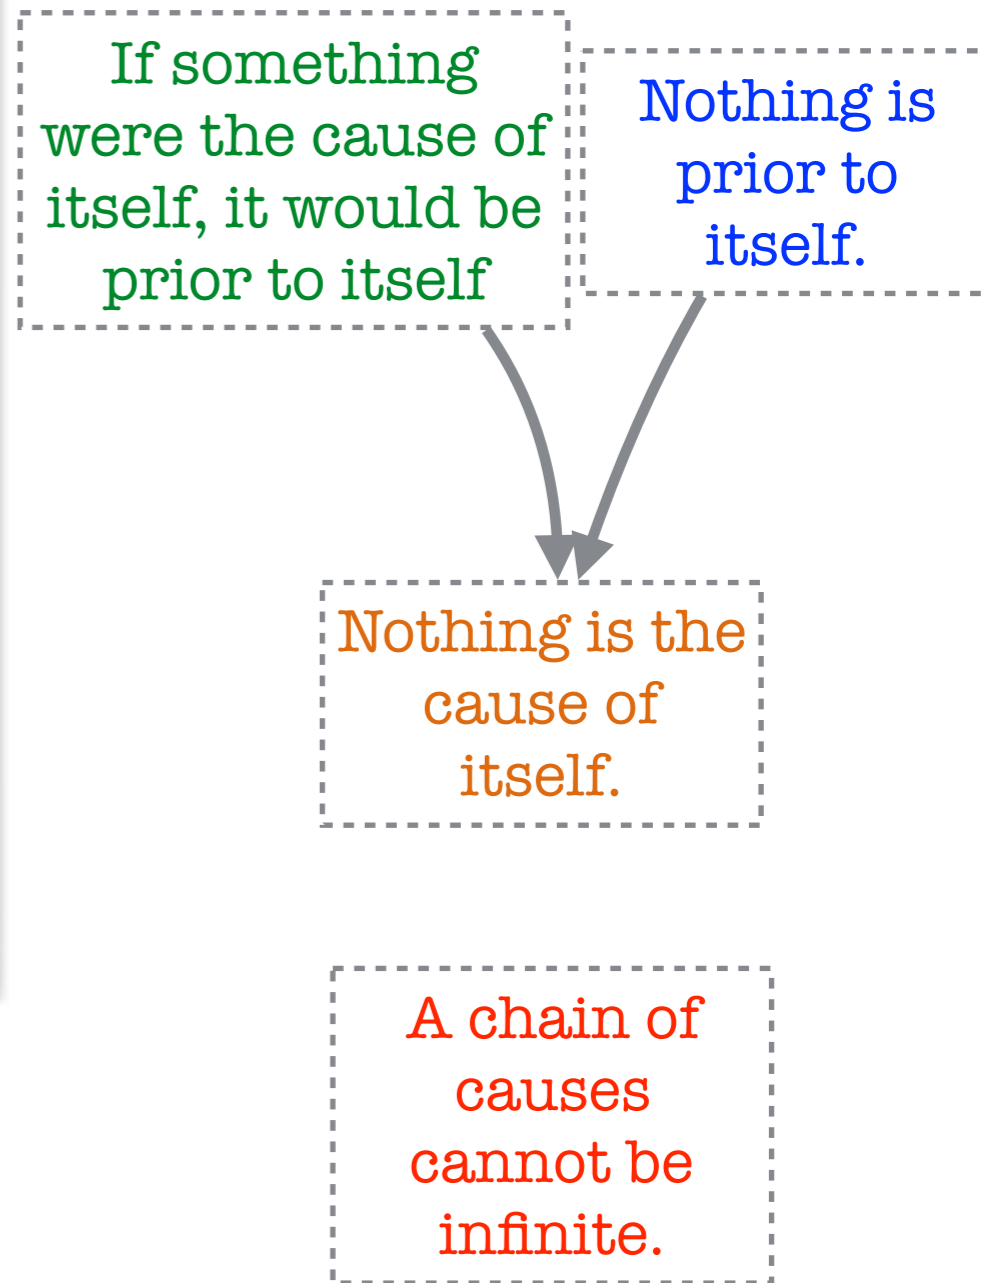 If something
were the cause of
itself, it would be
prior to itself
Nothing is
prior to
itself.
Nothing is the
cause of
itself.
A chain of
causes
cannot be
infinite.